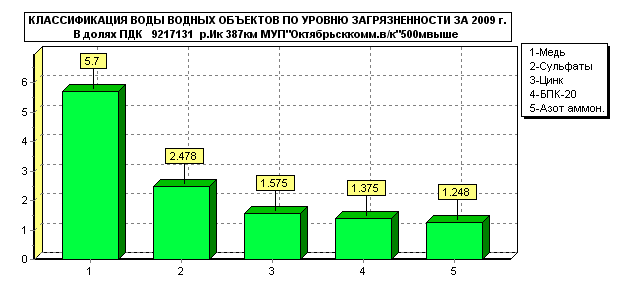 КЛАССИФИКАЦИЯ ВОДЫ ВОДНЫХ ОБЪЕКТОВ ПО УРОВНЮ ЗАГРЯЗНЕННОСТИ ЗА 2009 г.
В долях ПДК 9217131 р.Ик 387км МУП"Октябрьсккомм.в/к"500мвыше
1-Медь
2-Сульфаты
3-Цинк
4-БПК-20
5-Азот аммон.
5.7
2.478
1.575
1.375
1.248
6
5
4
3
2
1
0
1 2 3 4 5